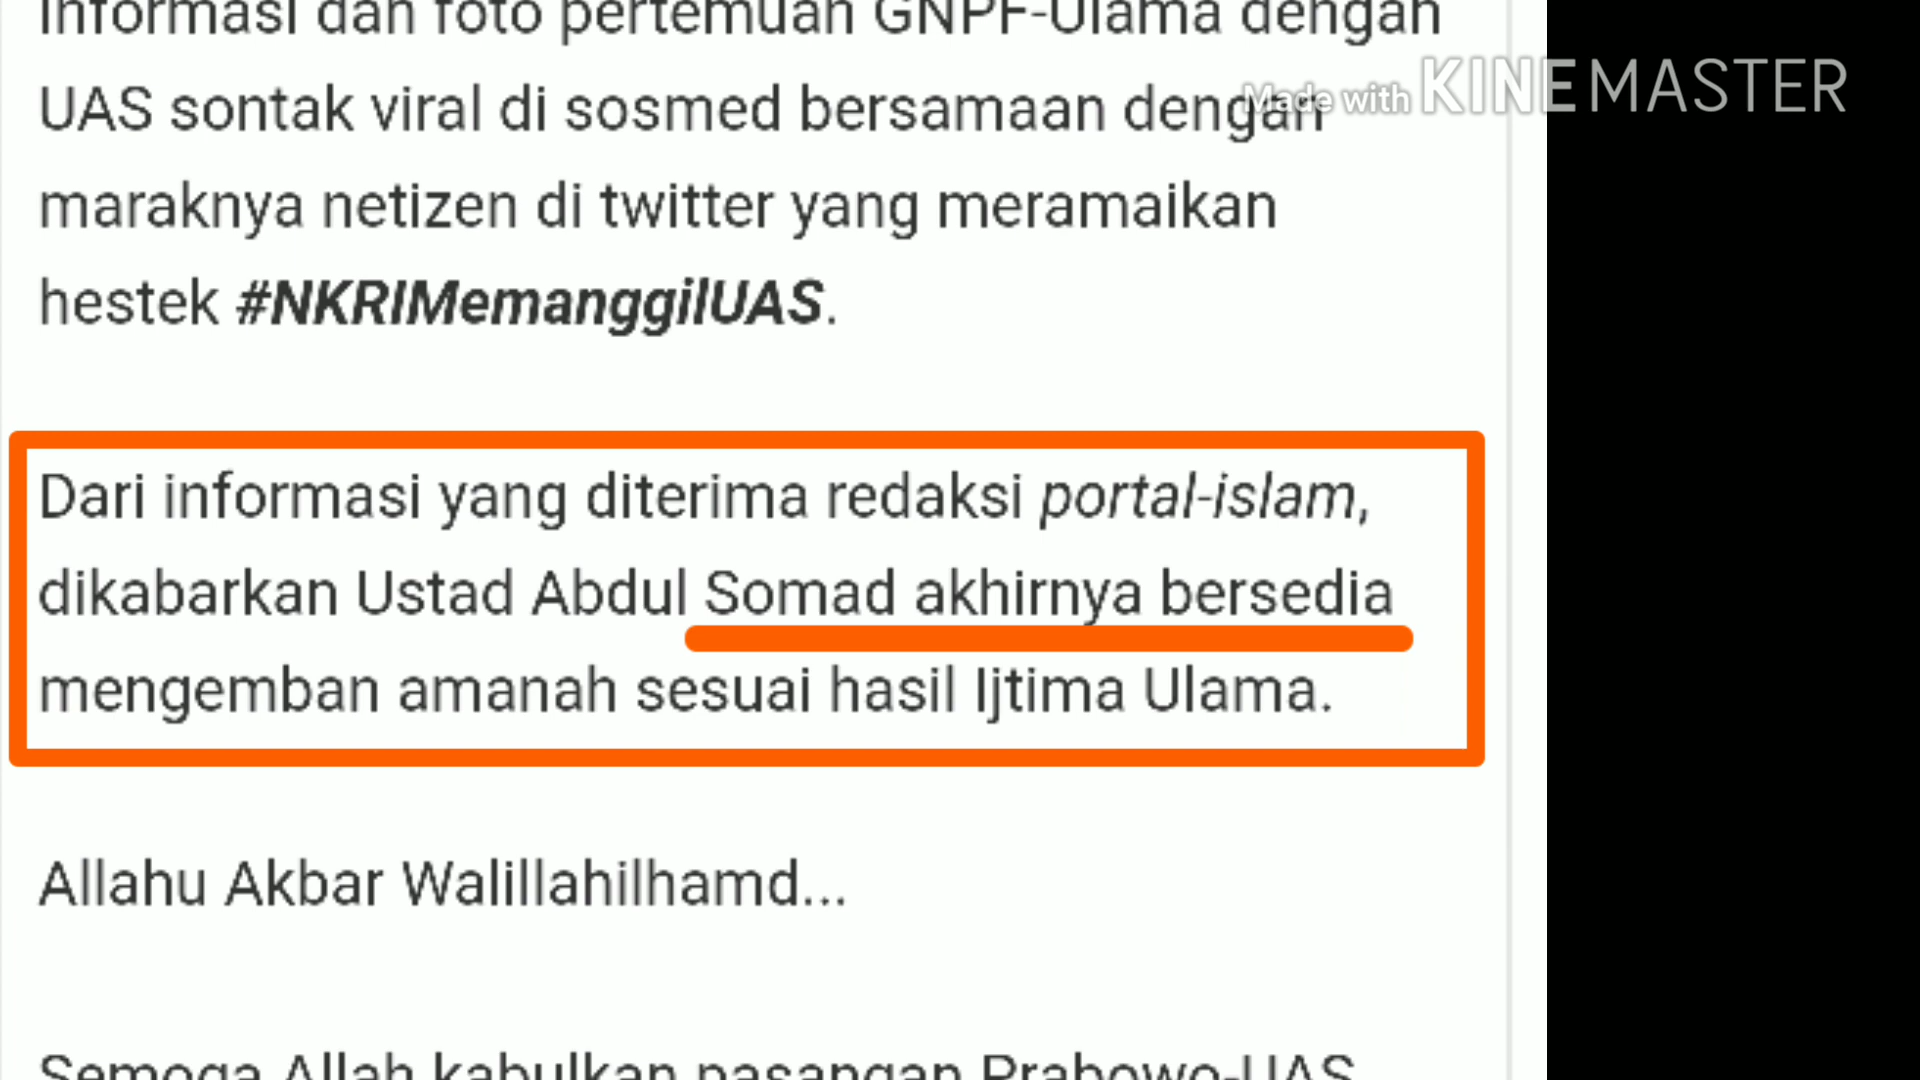 Informasi dan foto pertemuan GNPF-Ulama dengan
UAS sontak viral di sosmed bersamaan dengan
Made with KINEMASTER
maraknya netizen di twitter yang meramaikan
hestek #NKRIMemanggilUAS.
Dari informasi yang diterima redaksi portal-islam,
dikabarkan Ustad Abdul Somad akhirnya bersedia
mengemban amanah sesuai hasil Ijtima Ulama.
Allahu Akbar Walillahilhamd...
Semoga Allah kabulkan pasangan Prabowo-UAS